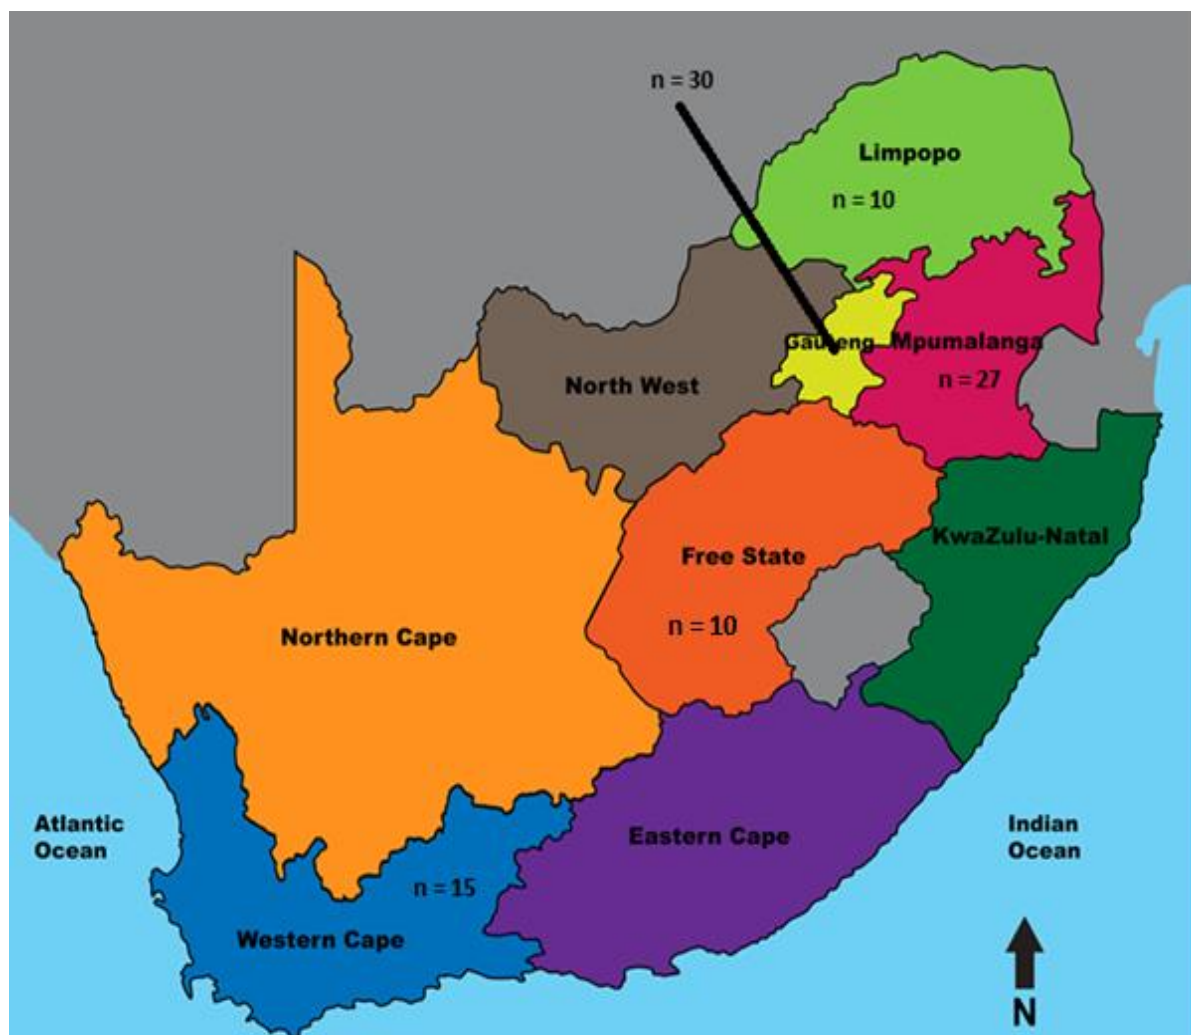 n = 30
Limpopo
n = 10
Gauteng
Mpumalanga
n = 27
North West
KwaZulu-Natal
Free State
n = 10
Northern Cape
Atlantic
Ocean
Eastern Cape
Indian
Ocean
n = 15
Western Cape
N